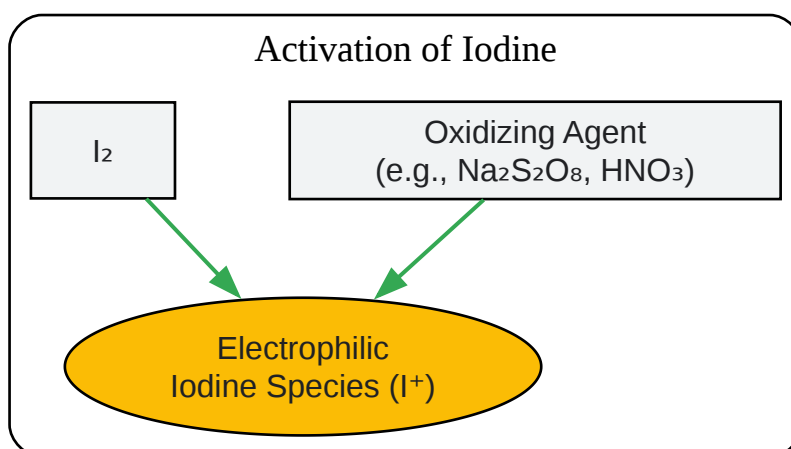 Activation of Iodine
I₂
Oxidizing Agent
(e.g., Na₂S₂O₈, HNO₃)
Electrophilic
Iodine Species (I⁺)